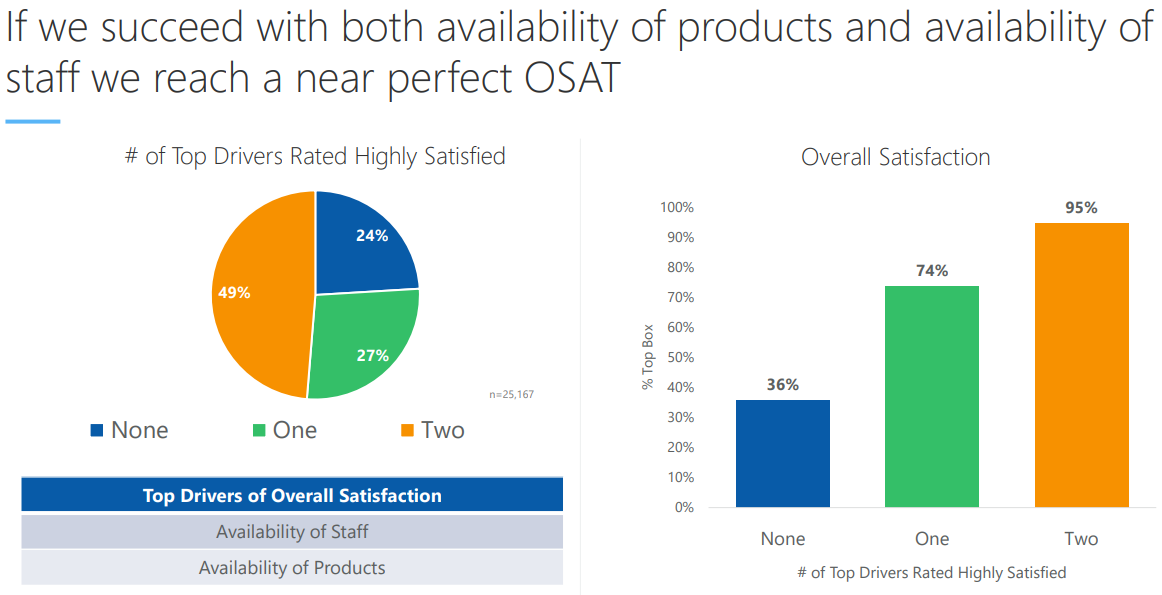 If we succeed with both availability of products and availability of
staff we reach a near perfect OSAT
# of Top Drivers Rated Highly Satisfied
24%
49%
27%
n=25,167
None
One
Two
Top Drivers of Overall Satisfaction
Availability of Staff
Availability of Products
Overall Satisfaction
% Top Box
100%
90%
80%
70%
60%
50%
40%
30%
20%
10%
0%
36%
74%
95%
None
One
Two
# of Top Drivers Rated Highly Satisfied